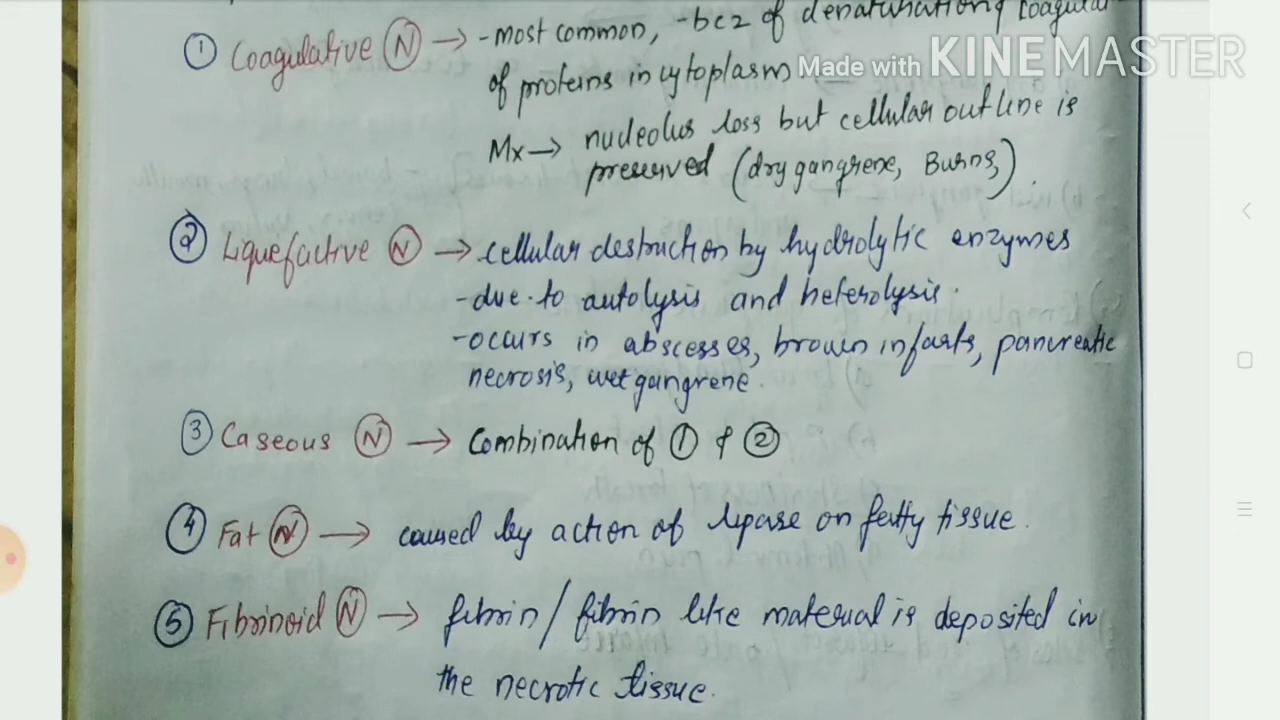 ① Coagulative Ⓝ → - most common, - bcz of denaturation & coagula
of proteins in cytoplasm
Made with KINEMASTER
Mx → nucleolus loss but cellular outline is
preserved (dry gangrene, Burns,).
② Liquefactive Ⓝ → cellular destruction by hydrolytic enzymes
- due to autolysis and heterolysis.
- occurs in abscesses, brown infarts, pancreatic
necrosis, wet gangrene.
③ Caseous Ⓝ → Combination of ① & ②
④ Fat Ⓝ → caused by action of lipase on fatty tissue.
⑤ Fibrinoid Ⓝ → fibrin/fibrin like material is deposited in
the necrotic tissue.